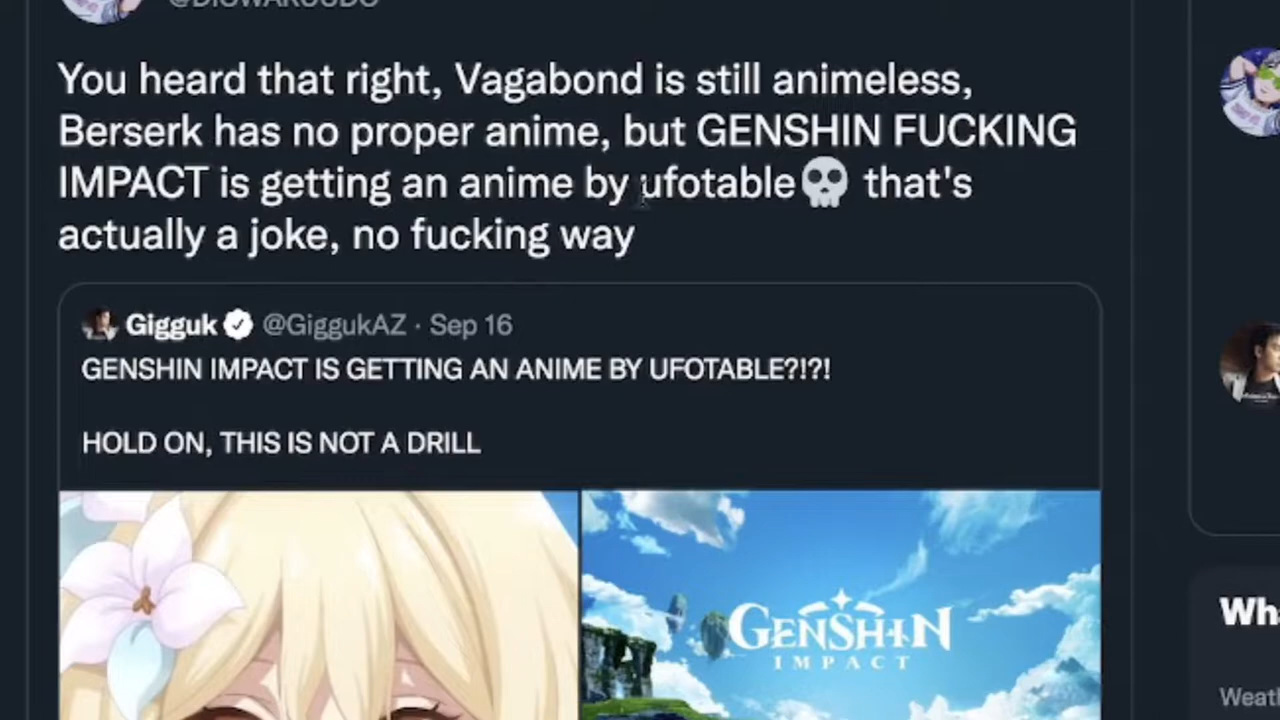 You heard that right, Vagabond is still animeless,
Berserk has no proper anime, but GENSHIN FUCKING
IMPACT is getting an anime by ufotable💀 that's
actually a joke, no fucking way
Gigguk @GiggukAZ · Sep 16
GENSHIN IMPACT IS GETTING AN ANIME BY UFOTABLE?!?!
HOLD ON, THIS IS NOT A DRILL
GENSHIN
IMPACT